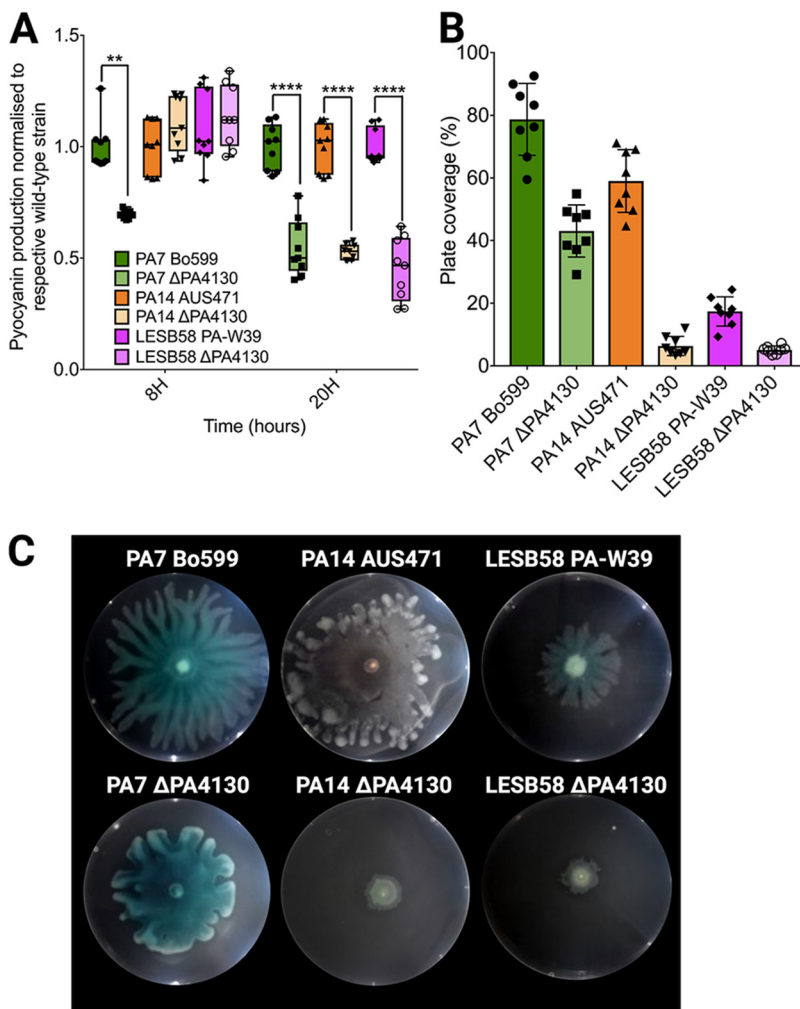 A
Pyocyanin production normalised to
respective wild-type strain
1.5
1.0
0.5
0.0
**
****
****
****
PA7 Bo599
PA7 ΔPA4130
PA14 AUS471
PA14 ΔPA4130
LESB58 PA-W39
LESB58 ΔPA4130
8H
20H
Time (hours)
B
Plate coverage (%)
100
80
60
40
20
0
PA7 Bo599
PA7 ΔPA4130
PA14 AUS471
PA14 ΔPA4130
LESB58 PA-W39
LESB58 ΔPA4130
C
PA7 Bo599
PA14 AUS471
LESB58 PA-W39
PA7 ΔPA4130
PA14 ΔPA4130
LESB58 ΔPA4130